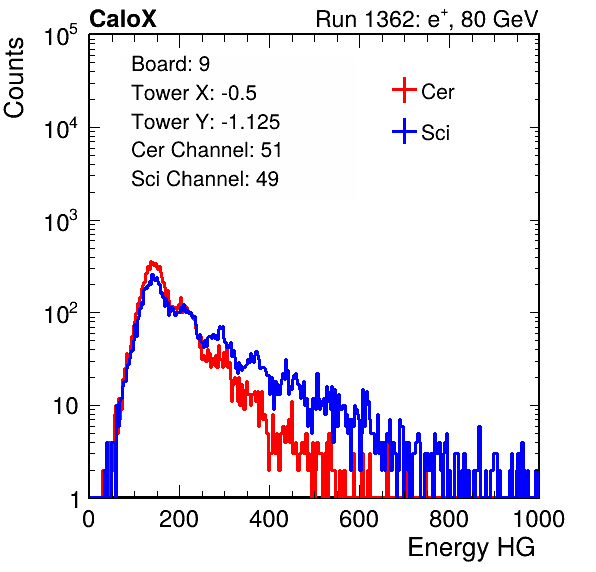 CaloX Run 1362: e⁺, 80 GeV
Counts
10⁵
10⁴
10³
10²
10
1
Board: 9
Tower X: -0.5
Tower Y: -1.125
Cer Channel: 51
Sci Channel: 49
Cer
Sci
0 200 400 600 800 1000
Energy HG